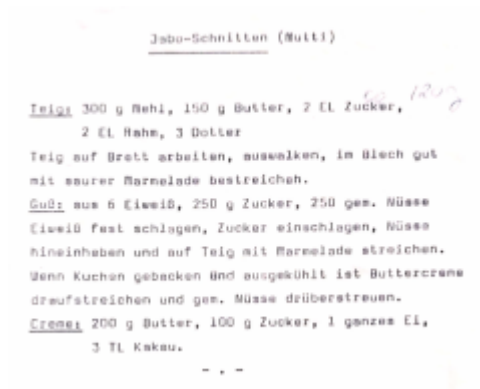 Jabo-Schnitten (Mutti)
Teig: 300 g Mehl, 150 g Butter, 2 EL Zucker,
2 EL Rahm, 3 Dotter
Teig auf Brett arbeiten, auswalken, im Blech gut
mit saurer Marmelade bestreichen.
Guß: aus 6 Eiweiß, 250 g Zucker, 250 gem. Nüsse
Eiweiß fest schlagen, Zucker einschlagen, Nüsse
hineinheben und auf Teig mit Marmelade streichen.
Wenn Kuchen gebacken und ausgekühlt ist Buttercreme
draufstreichen und gem. Nüsse drüberstreuen.
Creme: 200 g Butter, 100 g Zucker, 1 ganzes Ei,
3 TL Kakau.
- . -